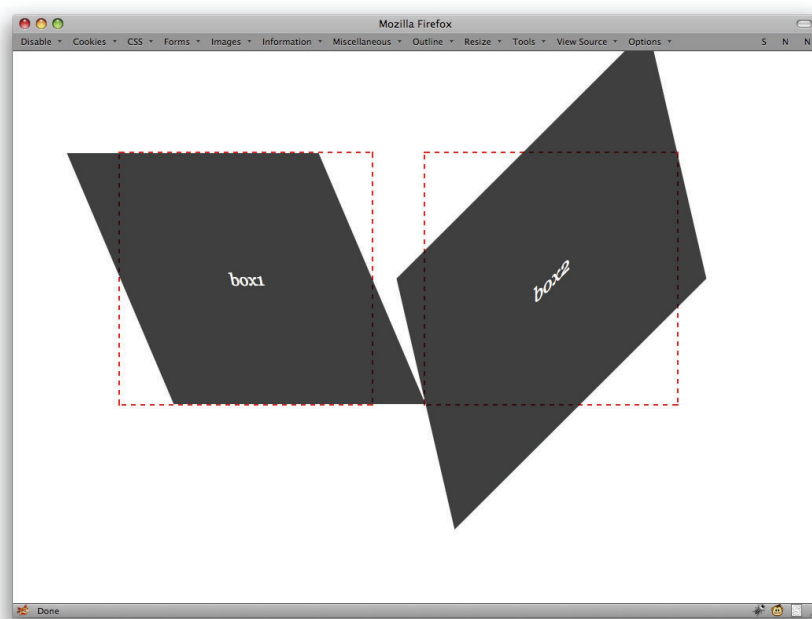 Mozilla Firefox
Disable Cookies CSS Forms Images Information Miscellaneous Outline Resize Tools View Source Options S N N
box1
box2
Done